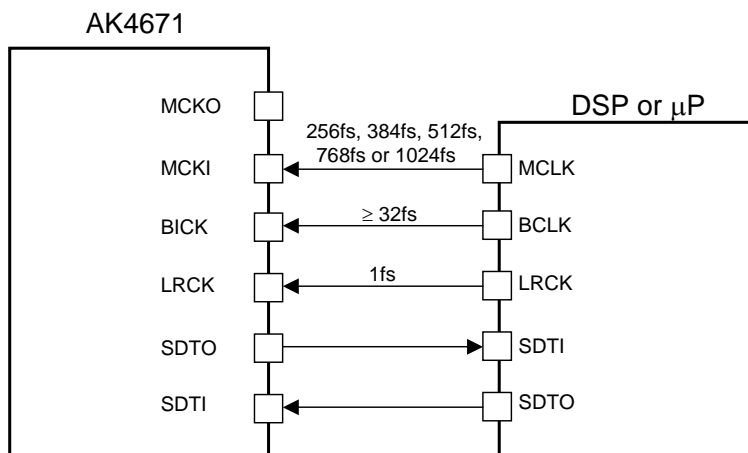 AK4671
DSP or μP
MCKO
256fs, 384fs, 512fs,
768fs or 1024fs
MCKI
MCLK
BICK
≥ 32fs
BCLK
LRCK
1fs
LRCK
SDTO
SDTI
SDTI
SDTO